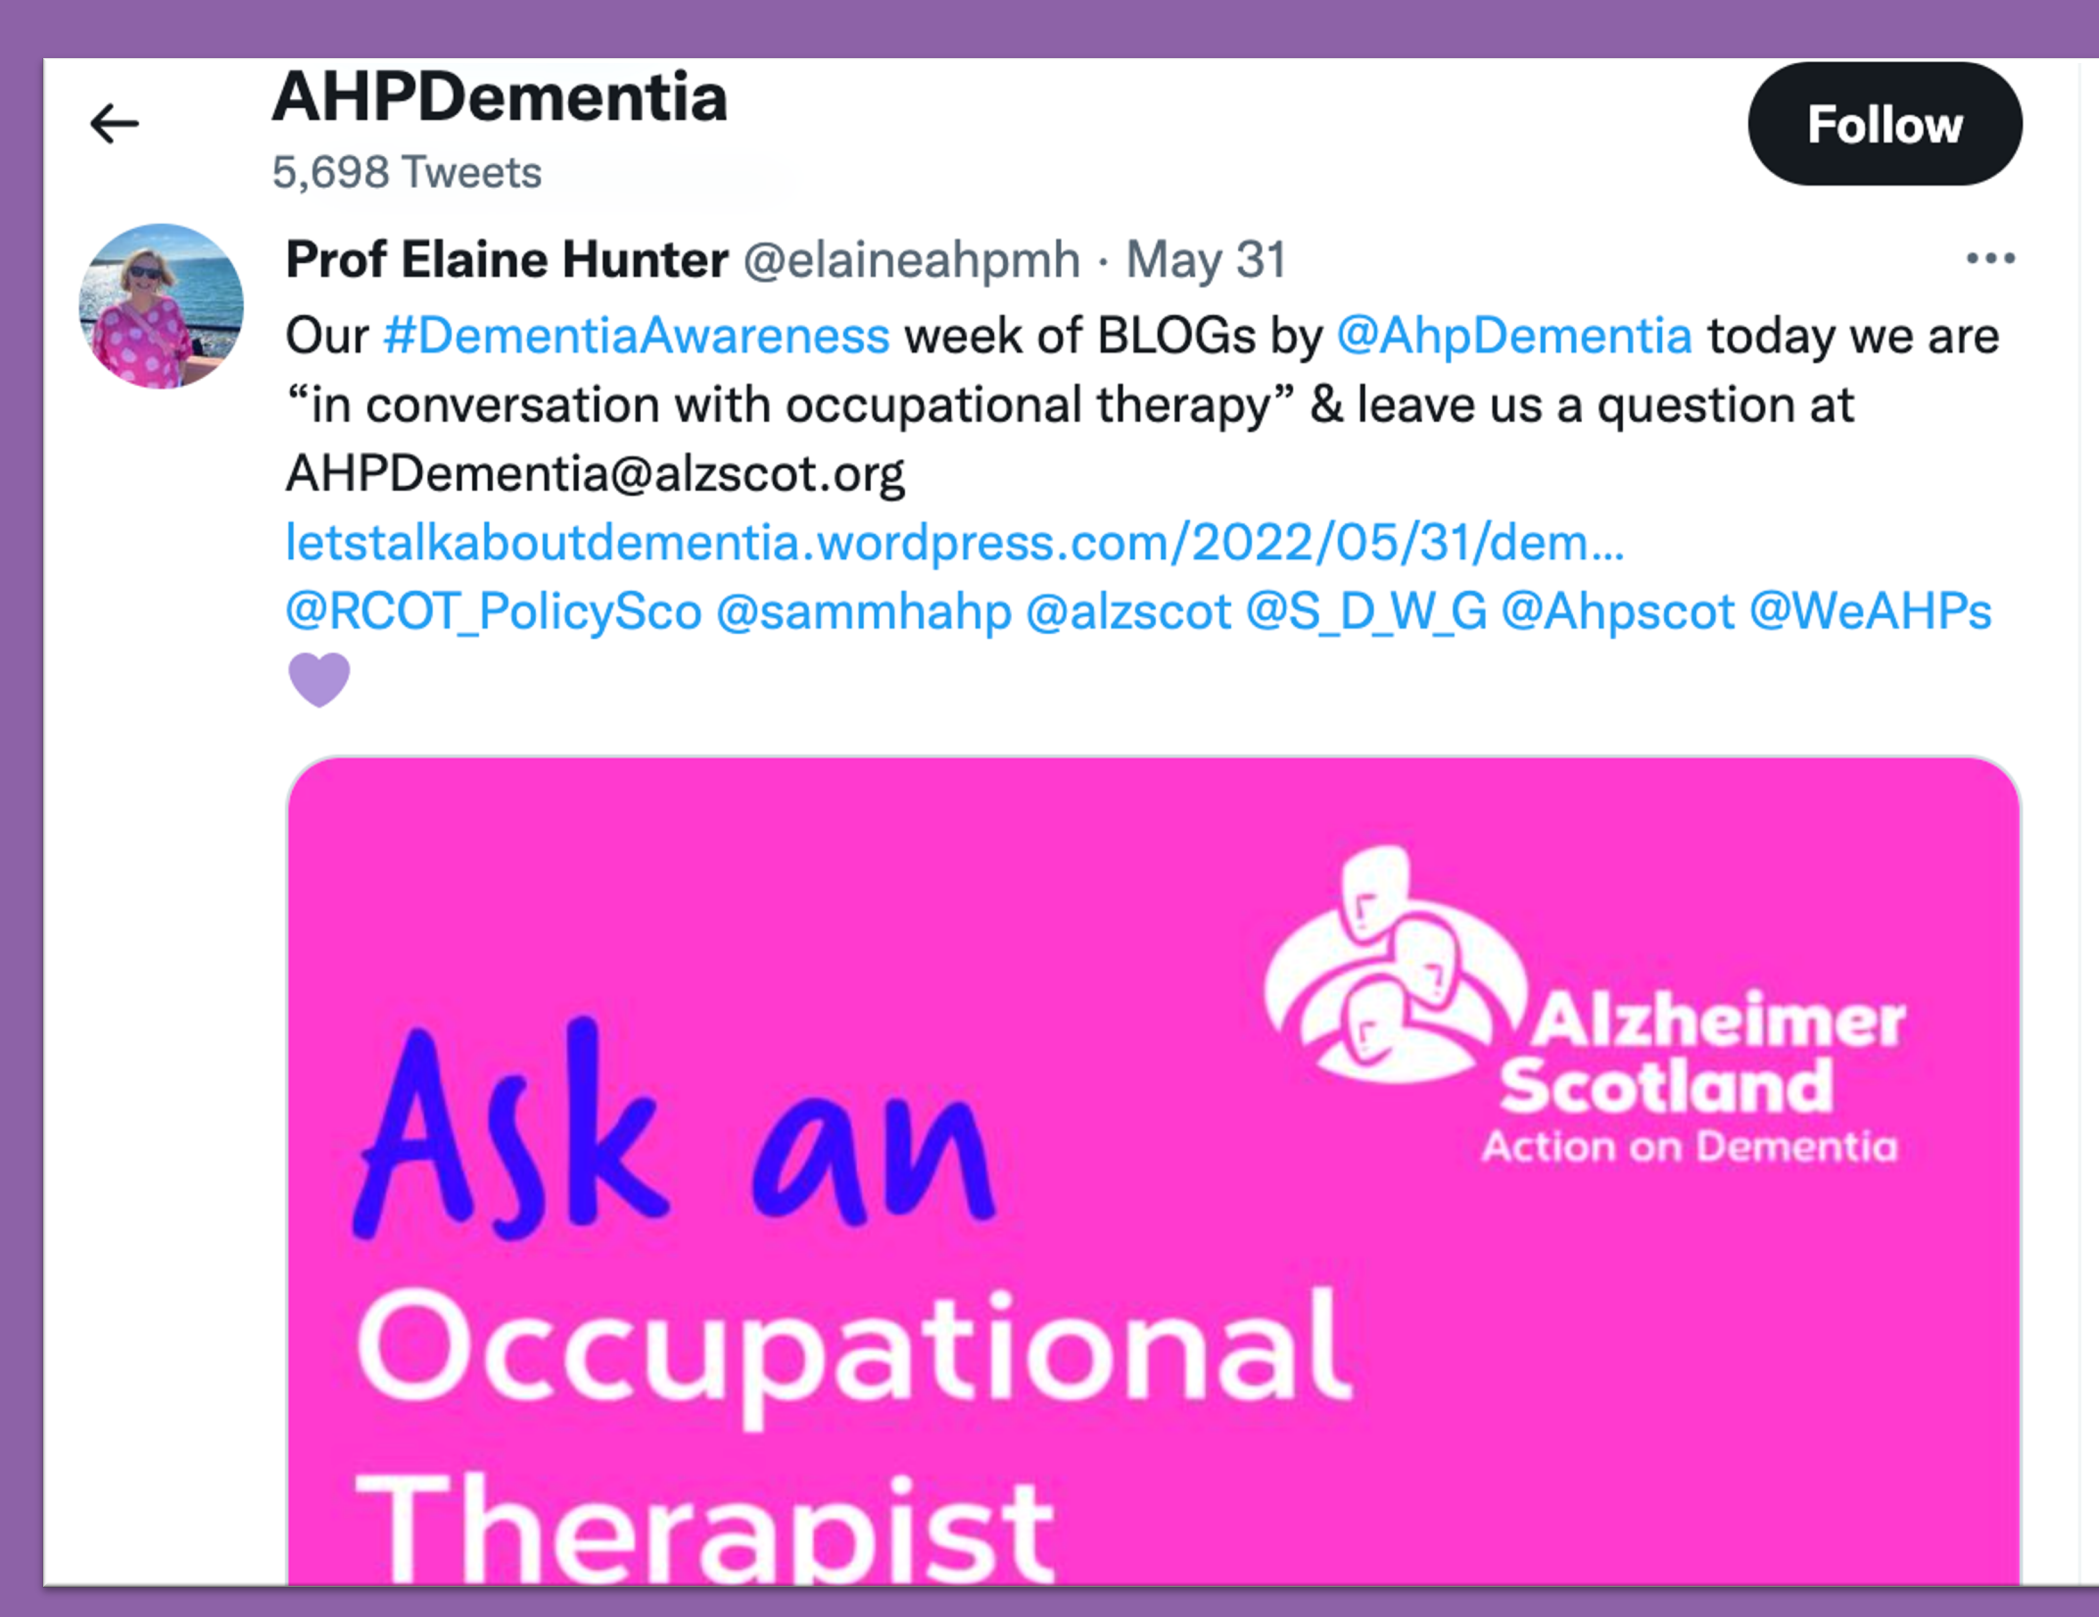 AHPDementia
5,698 Tweets
Follow
Prof Elaine Hunter @elaineahpmh · May 31
Our #DementiaAwareness week of BLOGs by @AhpDementia today we are
“in conversation with occupational therapy” & leave us a question at
AHPDementia@alzscot.org
letstalkaboutdementia.wordpress.com/2022/05/31/dem...
@RCOT_PolicySco @sammhahp @alzscot @S_D_W_G @Ahpscot @WeAHPs
Alzheimer
Scotland
Action on Dementia
Ask an
Occupational
Therapist